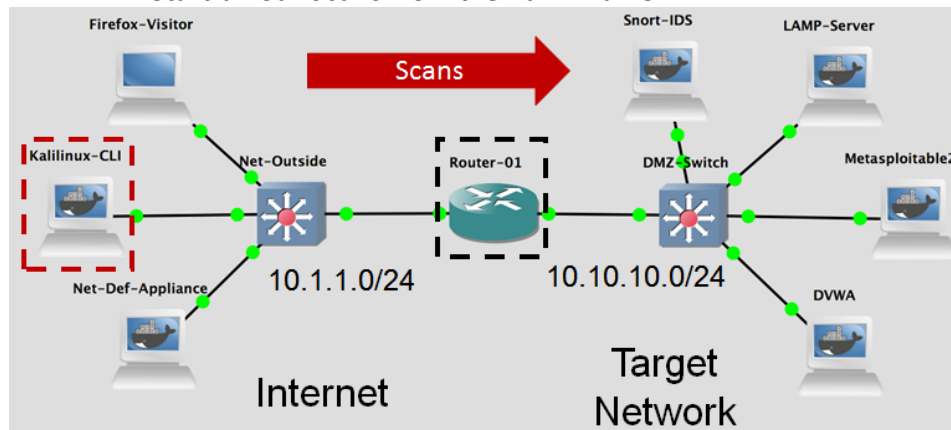 Firefox-Visitor
Scans
Snort-IDS
LAMP-Server
Kalilinux-CLI
Net-Outside
Router-01
DMZ-Switch
Metasploitable2
Net-Def-Appliance
10.1.1.0/24
10.10.10.0/24
DVWA
Internet
Target
Network